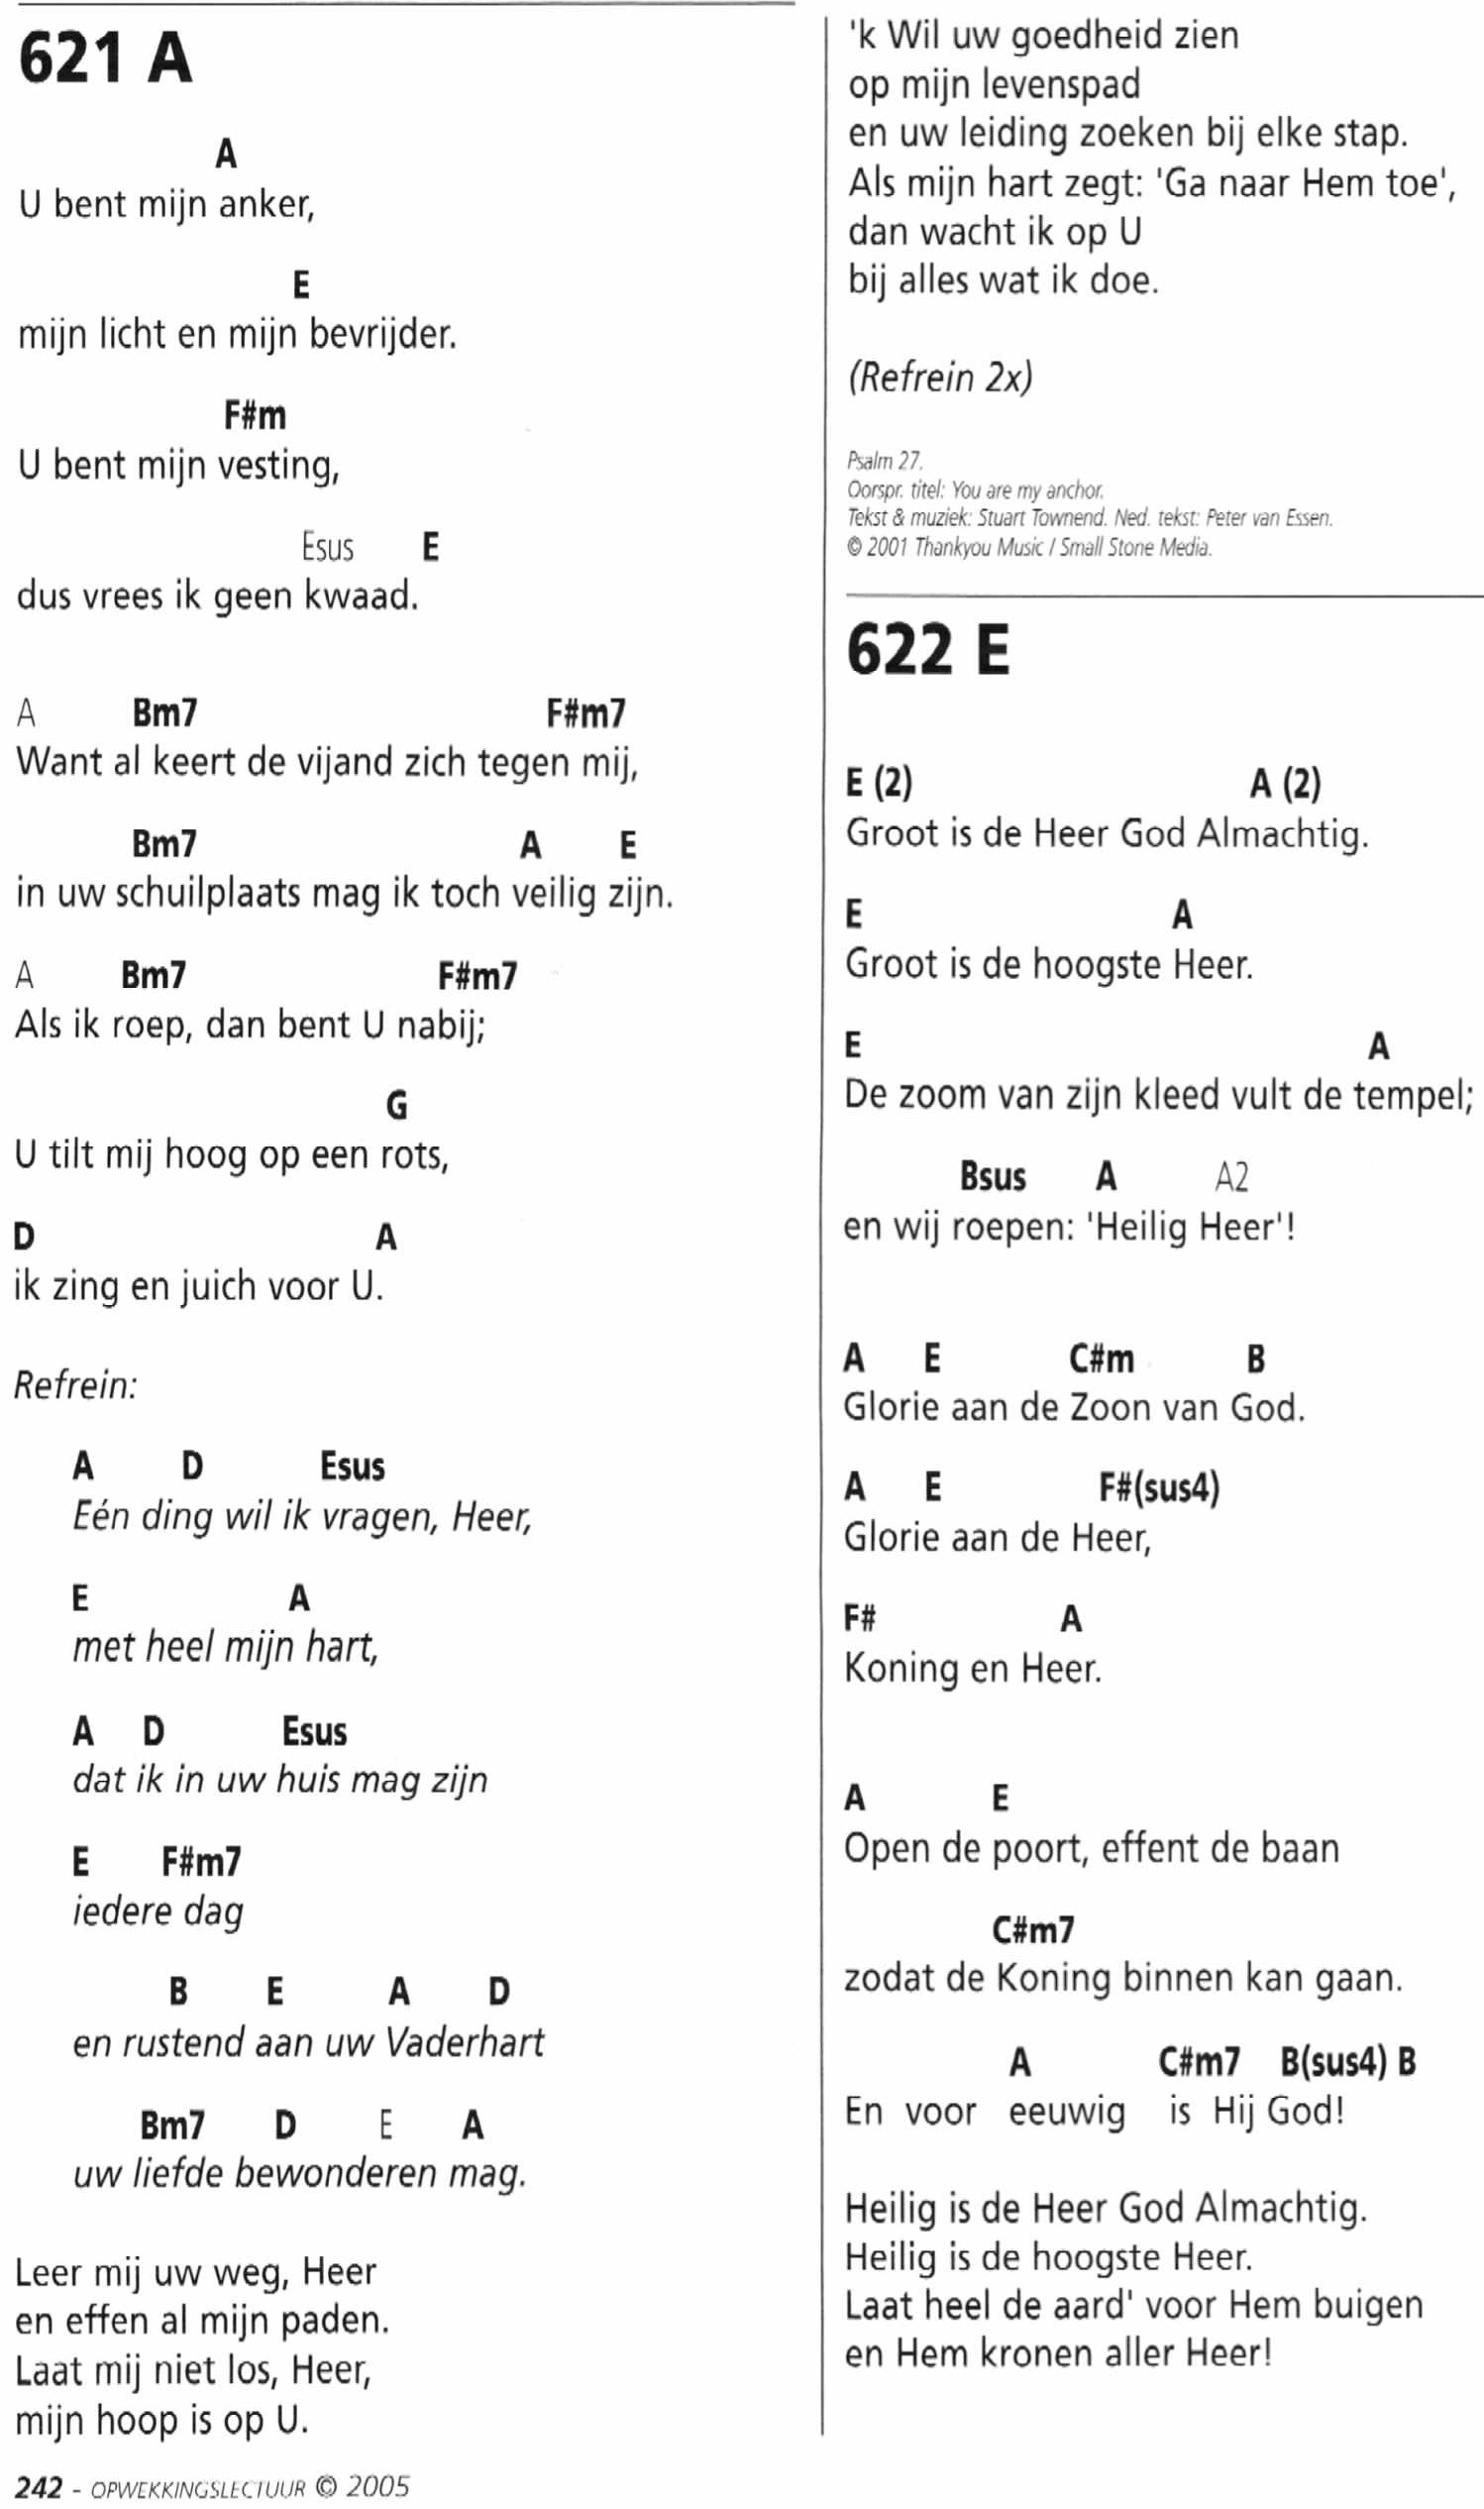 621 A
A
U bent mijn anker,
E
mijn licht en mijn bevrijder.
F#m
U bent mijn vesting,
Esus E
dus vrees ik geen kwaad.
A Bm7 F#m7
Want al keert de vijand zich tegen mij,
Bm7 A E
in uw schuilplaats mag ik toch veilig zijn.
A Bm7 F#m7
Als ik roep, dan bent U nabij;
G
U tilt mij hoog op een rots,
D A
ik zing en juich voor U.
Refrein:
A D Esus
Eén ding wil ik vragen, Heer,
E A
met heel mijn hart,
A D Esus
dat ik in uw huis mag zijn
E F#m7
iedere dag
B E A D
en rustend aan uw Vaderhart
Bm7 D E A
uw liefde bewonderen mag.
Leer mij uw weg, Heer
en effen al mijn paden.
Laat mij niet los, Heer,
mijn hoop is op U.
'k Wil uw goedheid zien
op mijn levenspad
en uw leiding zoeken bij elke stap.
Als mijn hart zegt: 'Ga naar Hem toe',
dan wacht ik op U
bij alles wat ik doe.
(Refrein 2x)
Psalm 27.
Oorspr. titel: You are my anchor.
Tekst & muziek: Stuart Townend. Ned. tekst: Peter van Essen.
© 2001 Thankyou Music / Small Stone Media.
622 E
E (2) A (2)
Groot is de Heer God Almachtig.
E A
Groot is de hoogste Heer.
E A
De zoom van zijn kleed vult de tempel;
Bsus A A2
en wij roepen: 'Heilig Heer'!
A E C#m B
Glorie aan de Zoon van God.
A E F#(sus4)
Glorie aan de Heer,
F# A
Koning en Heer.
A E
Open de poort, effent de baan
C#m7
zodat de Koning binnen kan gaan.
A C#m7 B(sus4) B
En voor eeuwig is Hij God!
Heilig is de Heer God Almachtig.
Heilig is de hoogste Heer.
Laat heel de aard' voor Hem buigen
en Hem kronen aller Heer!
242 - OPWEKKINGSLECTUUR © 2005